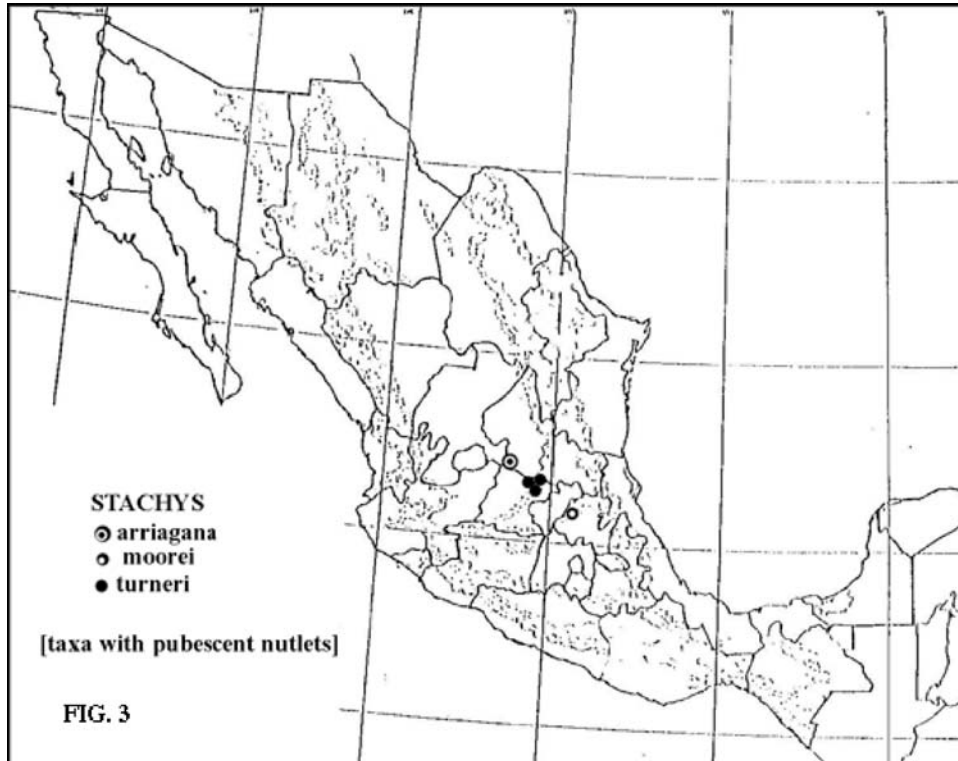 STACHYS
arriagana
moorei
turneri
[taxa with pubescent nutlets]
FIG. 3